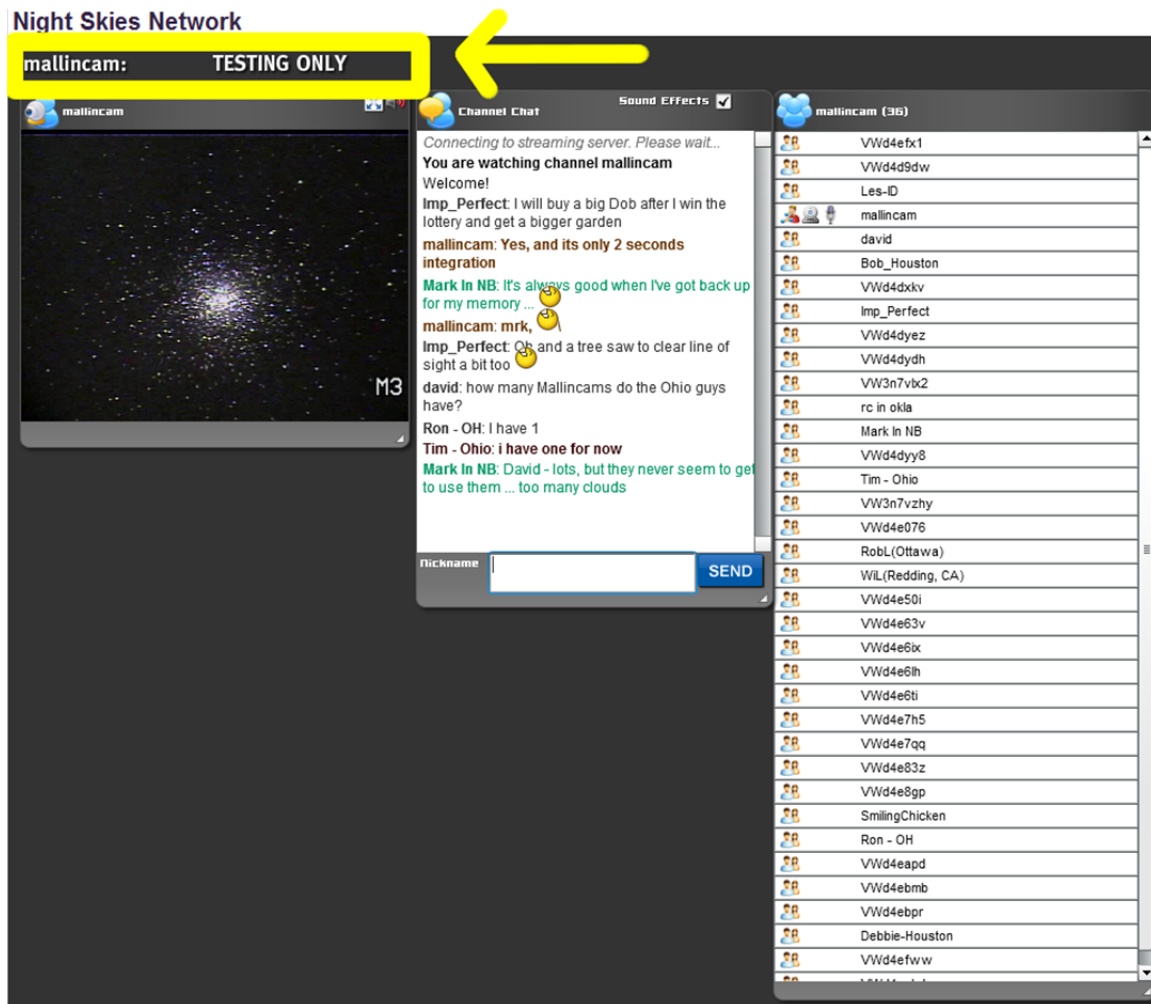 Night Skies Network
mallincam: TESTING ONLY
mallincam
M3
Channel Chat
Sound Effects
Connecting to streaming server. Please wait...
You are watching channel mallincam
Welcome!
Imp_Perfect: I will buy a big Dob after I win the
lottery and get a bigger garden
mallincam: Yes, and its only 2 seconds
integration
Mark In NB: It's always good when I've got back up
for my memory ...
mallincam: mrk,
Imp_Perfect: Oh and a tree saw to clear line of
sight a bit too
david: how many Mallincams do the Ohio guys
have?
Ron - OH: I have 1
Tim - Ohio: i have one for now
Mark In NB: David - lots, but they never seem to get
to use them ... too many clouds
Nickname
SEND
mallincam (36)
VWd4efx1
VWd4d9dw
Les-ID
mallincam
david
Bob_Houston
VWd4dxkv
Imp_Perfect
VWd4dyez
VWd4dydh
VW3n7vlx2
rc in okla
Mark In NB
VWd4dyy8
Tim - Ohio
VW3n7vzhy
VWd4e076
RobL(Ottawa)
WiL(Redding, CA)
VWd4e50i
VWd4e63v
VWd4e6ix
VWd4e6lh
VWd4e6ti
VWd4e7h5
VWd4e7qq
VWd4e83z
VWd4e8gp
SmilingChicken
Ron - OH
VWd4eapd
VWd4ebmb
VWd4ebpr
Debbie-Houston
VWd4efww